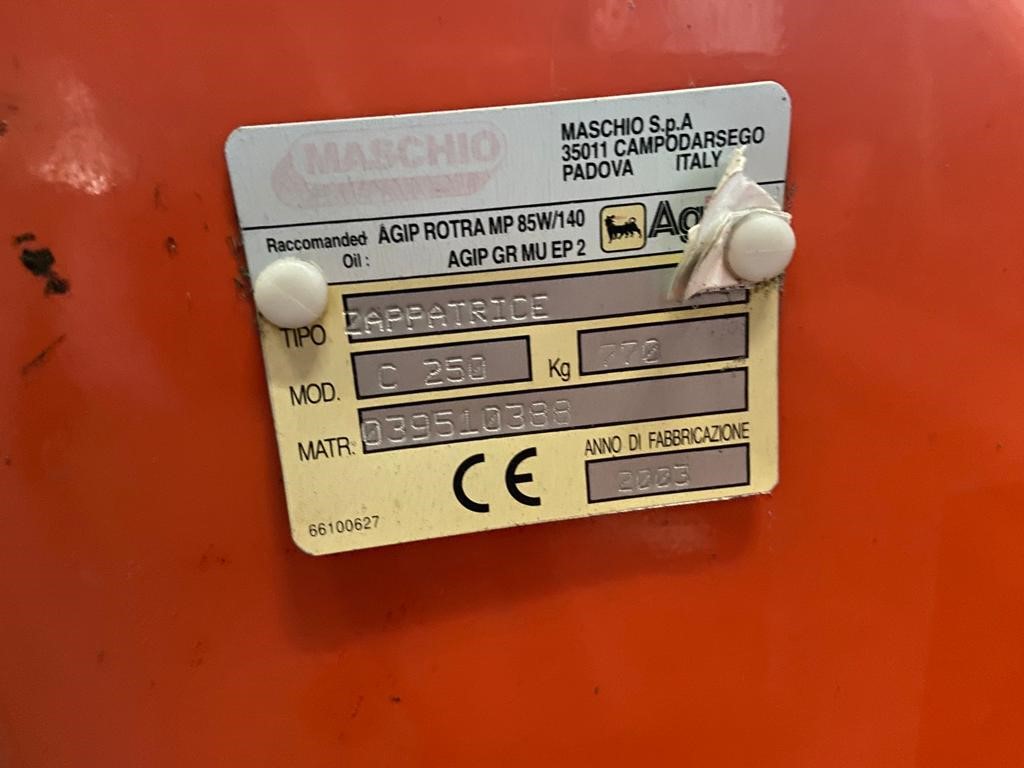 MASCHIO
MASCHIO S.p.A
35011 CAMPODARSEGO
PADOVA ITALY
Raccomanded Oil :
AGIP ROTRA MP 85W/140
AGIP GR MU EP 2
TIPO ZAPPATRICE
MOD. C 250 Kg 770
MATR. 039510388
CE
ANNO DI FABBRICAZIONE
2003
66100627